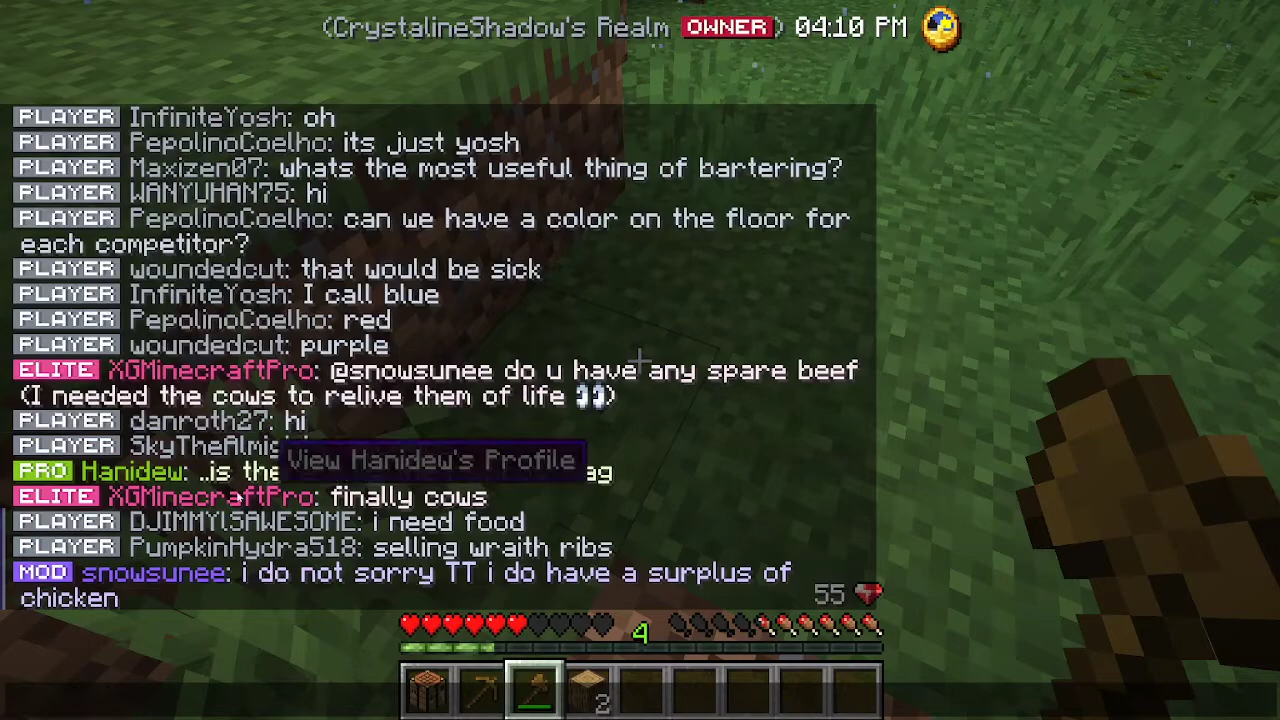 (CrystalineShadow's Realm OWNER) 04:10 PM
PLAYER InfiniteYosh: oh
PLAYER PepolinoCoelho: its just yosh
PLAYER Maxizen07: whats the most useful thing of bartering?
PLAYER WANYUHAN75: hi
PLAYER PepolinoCoelho: can we have a color on the floor for
each competitor?
PLAYER woundedcut: that would be sick
PLAYER InfiniteYosh: I call blue
PLAYER PepolinoCoelho: red
PLAYER woundedcut: purple
ELITE XGMinecraftPro: @snowsunee do u have any spare beef
(I needed the cows to relive them of life 👀)
PLAYER danroth27: hi
PLAYER SkyTheAlmig
View Hanidew's Profile
PRO Hanidew: ..is the ag
ELITE XGMinecraftPro: finally cows
PLAYER DJIMMYlSAWESOME: i need food
PLAYER PumpkinHydra518: selling wraith ribs
MOD snowsunee: i do not sorry TT i do have a surplus of
chicken
55
4
2